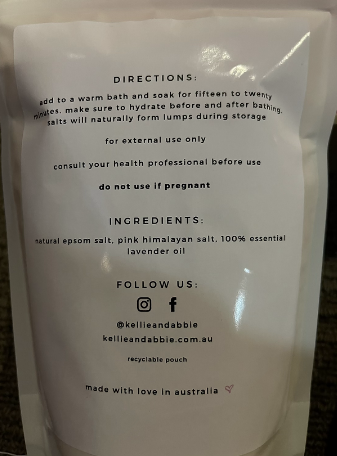 DIRECTIONS:
add to a warm bath and soak for fifteen to twenty
minutes. make sure to hydrate before and after bathing.
salts will naturally form lumps during storage
for external use only
consult your health professional before use
do not use if pregnant
INGREDIENTS:
natural epsom salt, pink himalayan salt, 100% essential
lavender oil
FOLLOW US:
@kellieandabbie
kellieandabbie.com.au
recyclable pouch
made with love in australia